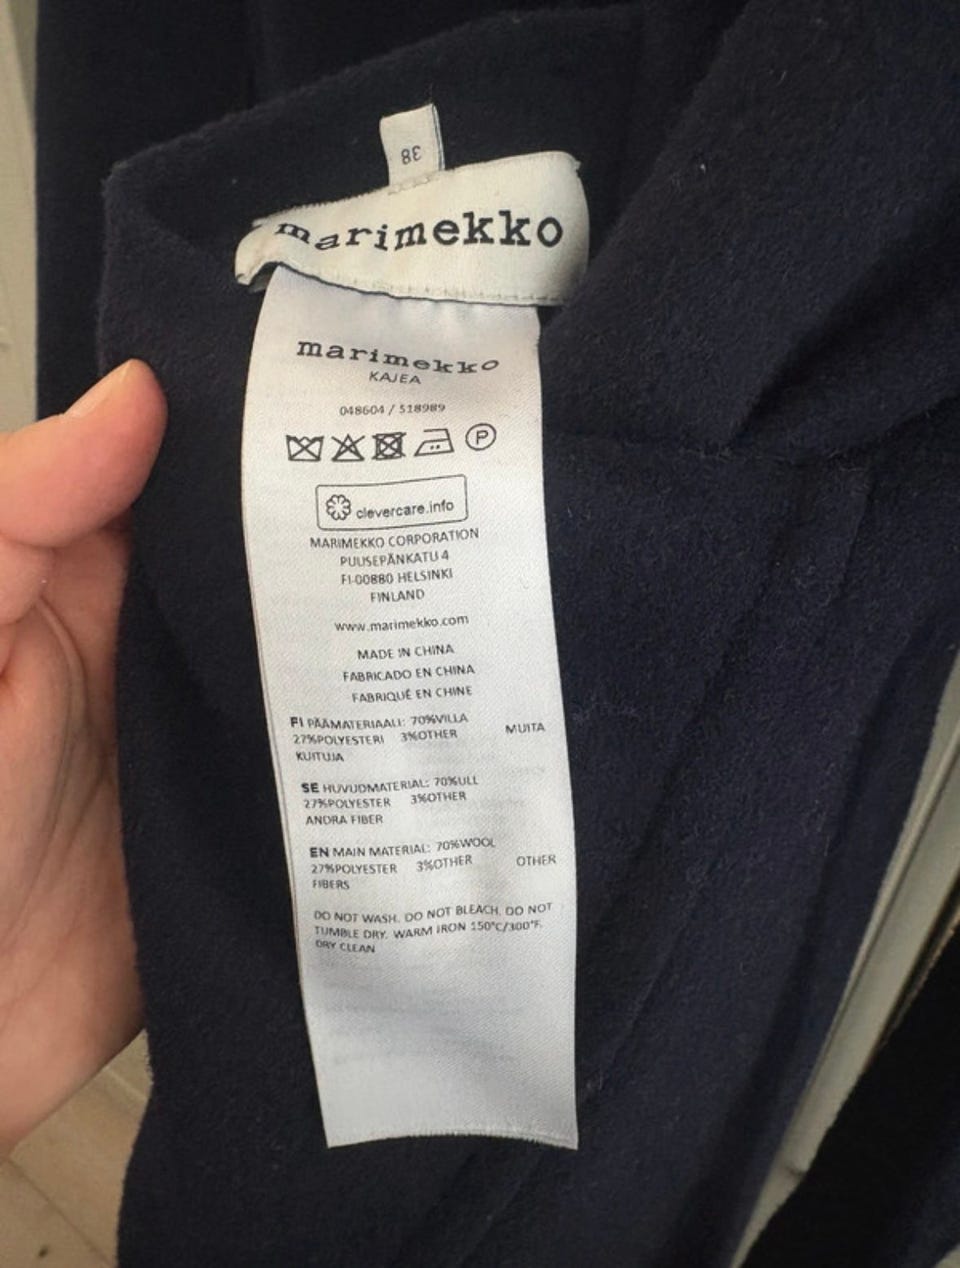 38
marimekko
marimekko
KAJEA
048604 / 518989
P
clevercare.info
MARIMEKKO CORPORATION
PUUSEPÄNKATU 4
FI-00880 HELSINKI
FINLAND
www.marimekko.com
MADE IN CHINA
FABRICADO EN CHINA
FABRIQUÉ EN CHINE
FI PÄÄMATERIAALI: 70%VILLA
27%POLYESTERI 3%OTHER MUITA
KUITUJA
SE HUVUDMATERIAL: 70%ULL
27%POLYESTER 3%OTHER
ANDRA FIBER
EN MAIN MATERIAL: 70%WOOL
27%POLYESTER 3%OTHER OTHER
FIBERS
DO NOT WASH. DO NOT BLEACH. DO NOT
TUMBLE DRY. WARM IRON 150°C/300°F.
DRY CLEAN